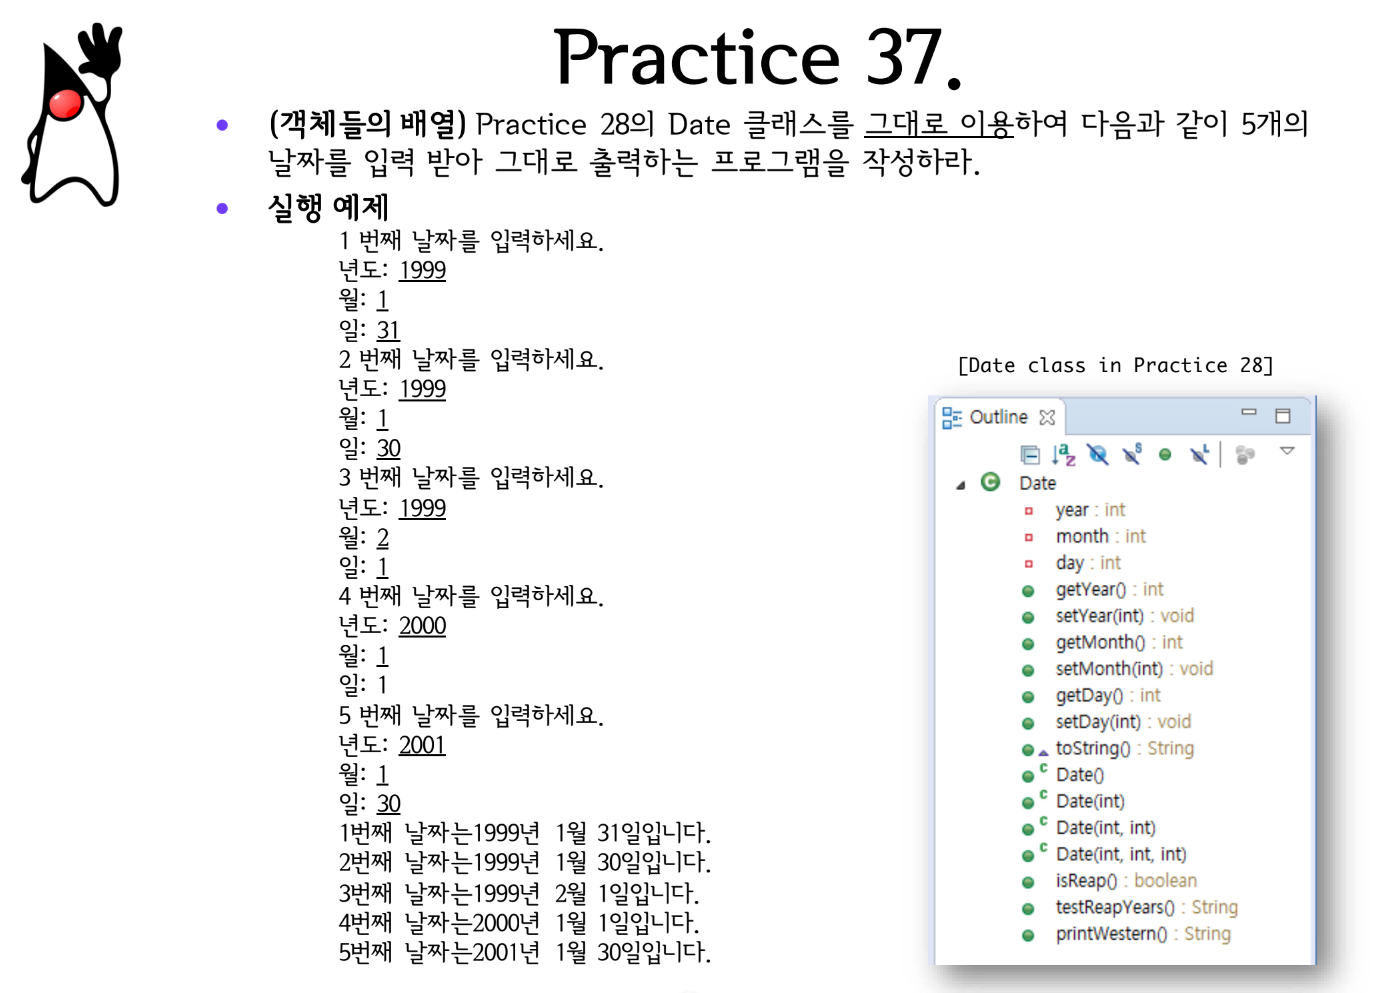 Practice 37.
(객체들의 배열) Practice 28의 Date 클래스를 그대로 이용하여 다음과 같이 5개의
날짜를 입력 받아 그대로 출력하는 프로그램을 작성하라.
실행 예제
1 번째 날짜를 입력하세요.
년도: 1999
월: 1
일: 31
2 번째 날짜를 입력하세요.
년도: 1999
월: 1
일: 30
3 번째 날짜를 입력하세요.
년도: 1999
월: 2
일: 1
4 번째 날짜를 입력하세요.
년도: 2000
월: 1
일: 1
5 번째 날짜를 입력하세요.
년도: 2001
월: 1
일: 30
1번째 날짜는1999년 1월 31일입니다.
2번째 날짜는1999년 1월 30일입니다.
3번째 날짜는1999년 2월 1일입니다.
4번째 날짜는2000년 1월 1일입니다.
5번째 날짜는2001년 1월 30일입니다.
[Date class in Practice 28]
Outline
Date
year : int
month : int
day : int
getYear() : int
setYear(int) : void
getMonth() : int
setMonth(int) : void
getDay() : int
setDay(int) : void
toString() : String
Date()
Date(int)
Date(int, int)
Date(int, int, int)
isReap() : boolean
testReapYears() : String
printWestern() : String